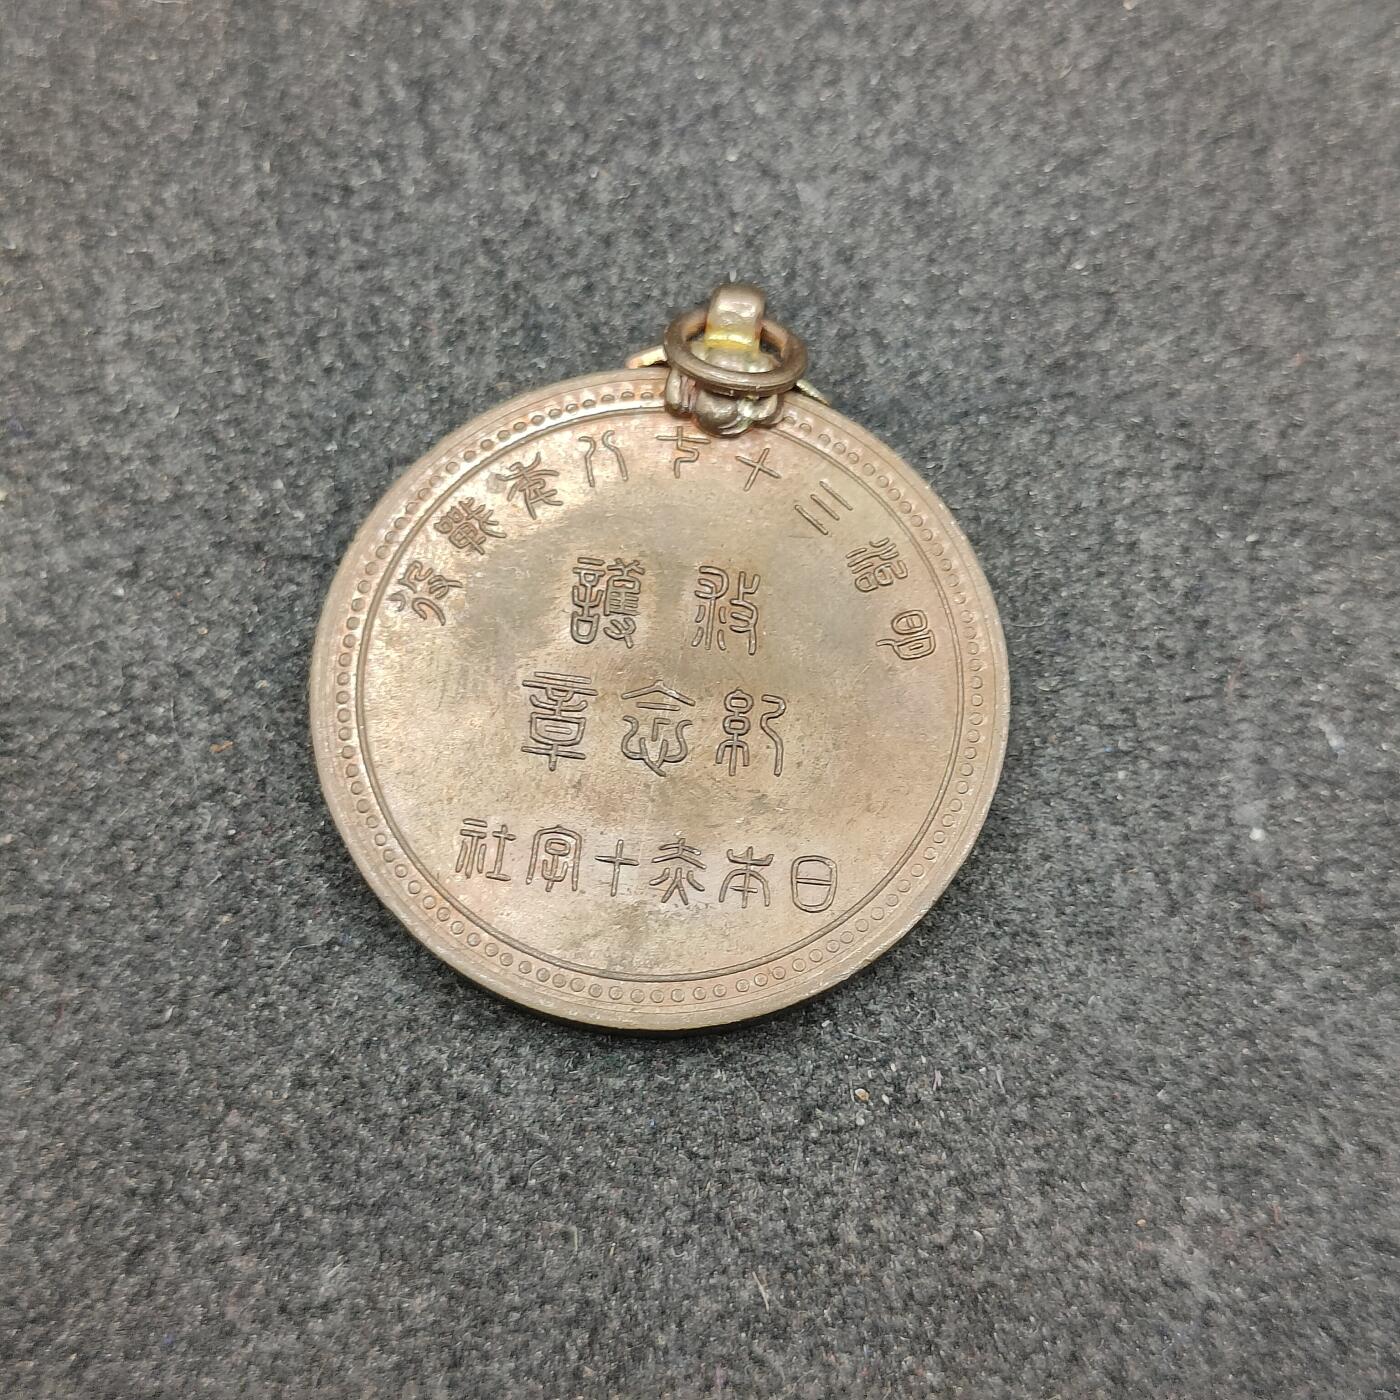 明治三十七八年戰役
救護
紀念章
日本赤十字社